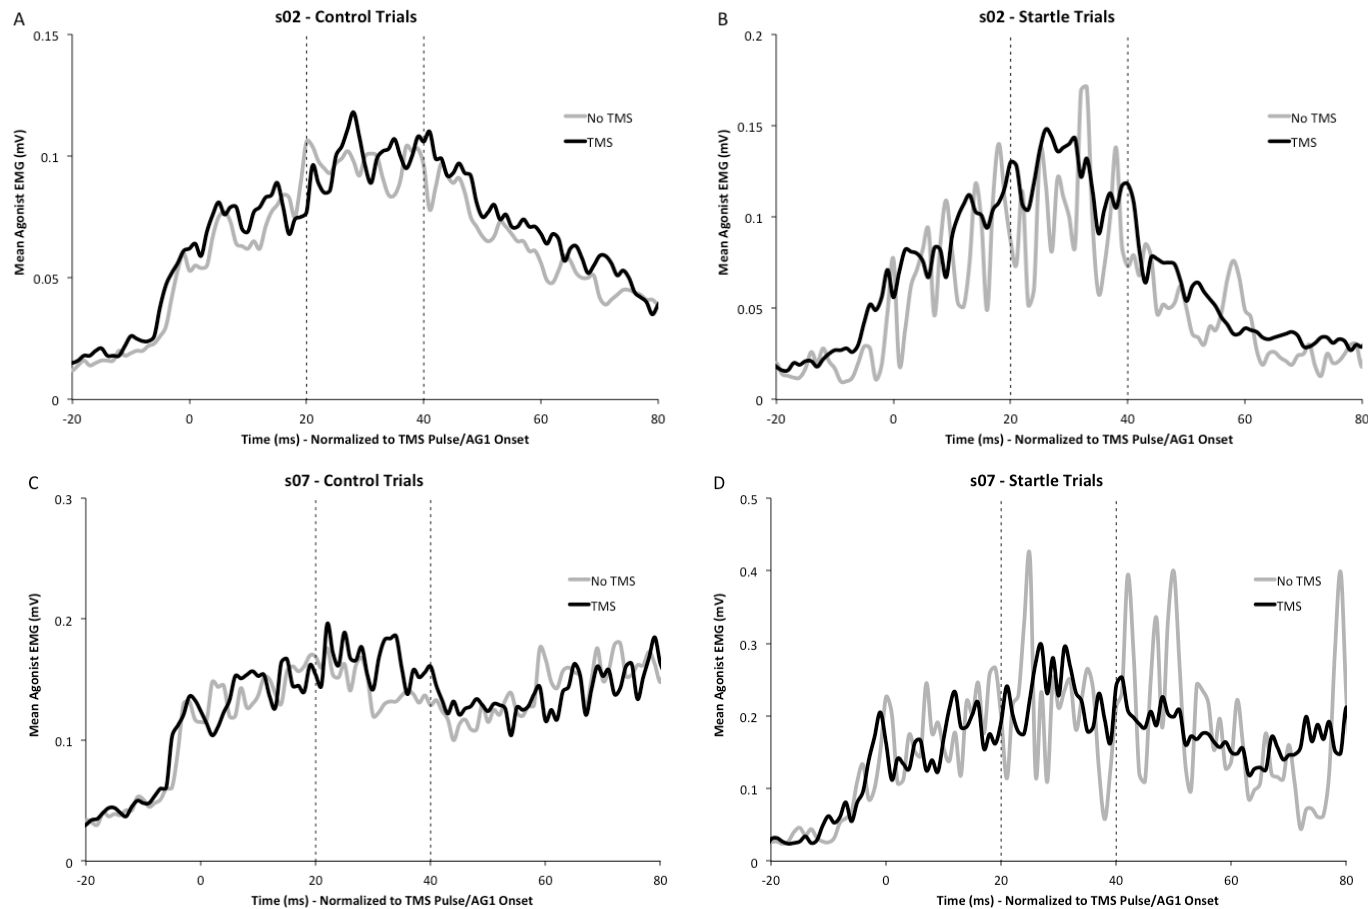 A
s02 - Control Trials
0.15
0.1
0.05
0
Mean Agonist EMG (mV)
No TMS
TMS
-20 0 20 40 60 80
Time (ms) - Normalized to TMS Pulse/AG1 Onset
B
s02 - Startle Trials
0.2
0.15
0.1
0.05
0
Mean Agonist EMG (mV)
No TMS
TMS
-20 0 20 40 60 80
Time (ms) - Normalized to TMS Pulse/AG1 Onset
C
s07 - Control Trials
0.3
0.2
0.1
0
Mean Agonist EMG (mV)
No TMS
TMS
-20 0 20 40 60 80
Time (ms) - Normalized to TMS Pulse/AG1 Onset
D
s07 - Startle Trials
0.5
0.4
0.3
0.2
0.1
0
Mean Agonist EMG (mV)
No TMS
TMS
-20 0 20 40 60 80
Time (ms) - Normalized to TMS Pulse/AG1 Onset